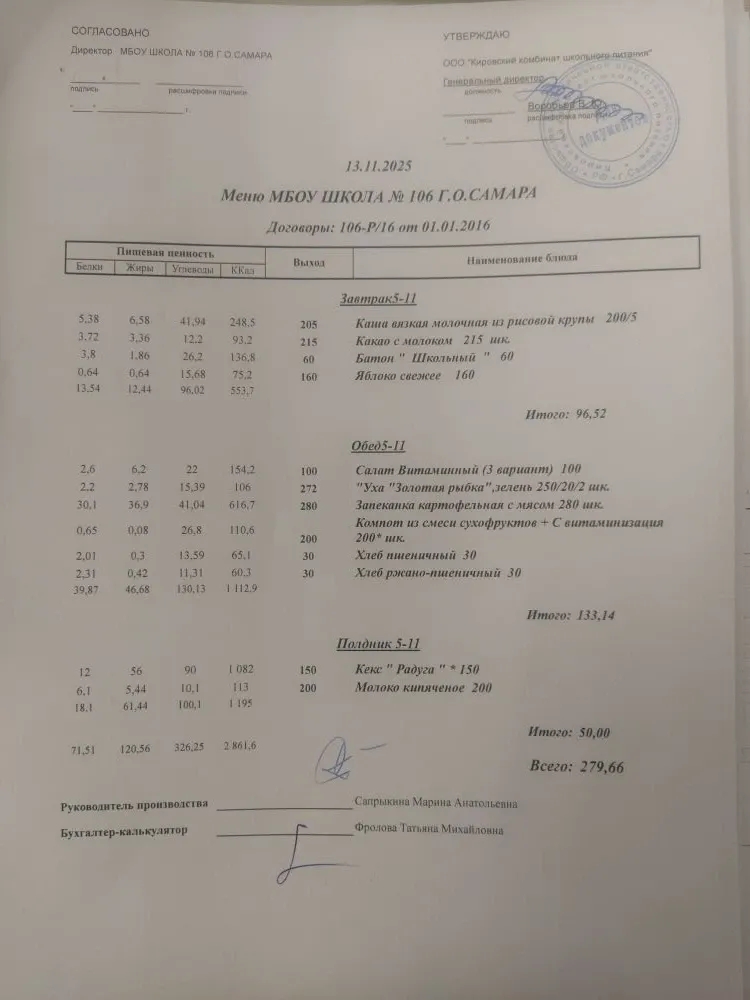 СОГЛАСОВАНО
Директор МБОУ ШКОЛА № 106 Г.О.САМАРА
подпись расшифровка подписи
г.
УТВЕРЖДАЮ
ООО "Кировский комбинат школьного питания"
Генеральный директор
должность
Воробьев В. Ю.
подпись расшифровка подписи
документов
13.11.2025
Меню МБОУ ШКОЛА № 106 Г.О.САМАРА
Договоры: 106-Р/16 от 01.01.2016
Пищевая ценность Выход Наименование блюда
Белки Жиры Углеводы ККал
Завтрак5-11
5,38 6,58 41,94 248,5 205 Каша вязкая молочная из рисовой крупы 200/5
3,72 3,36 12,2 93,2 215 Какао с молоком 215 шк.
3,8 1,86 26,2 136,8 60 Батон " Школьный " 60
0,64 0,64 15,68 75,2 160 Яблоко свежее 160
13,54 12,44 96,02 553,7
Итого: 96,52
Обед5-11
2,6 6,2 22 154,2 100 Салат Витаминный (3 вариант) 100
2,2 2,78 15,39 106 272 "Уха "Золотая рыбка",зелень 250/20/2 шк.
30,1 36,9 41,04 616,7 280 Запеканка картофельная с мясом 280 шк.
0,65 0,08 26,8 110,6 200 Компот из смеси сухофруктов + С витаминизация
200* шк.
2,01 0,3 13,59 65,1 30 Хлеб пшеничный 30
2,31 0,42 11,31 60,3 30 Хлеб ржано-пшеничный 30
39,87 46,68 130,13 1 112,9
Итого: 133,14
Полдник 5-11
12 56 90 1 082 150 Кекс " Радуга " * 150
6,1 5,44 10,1 113 200 Молоко кипяченое 200
18,1 61,44 100,1 1 195
Итого: 50,00
71,51 120,56 326,25 2 861,6
Всего: 279,66
Руководитель производства Сапрыкина Марина Анатольевна
Бухгалтер-калькулятор Фролова Татьяна Михайловна